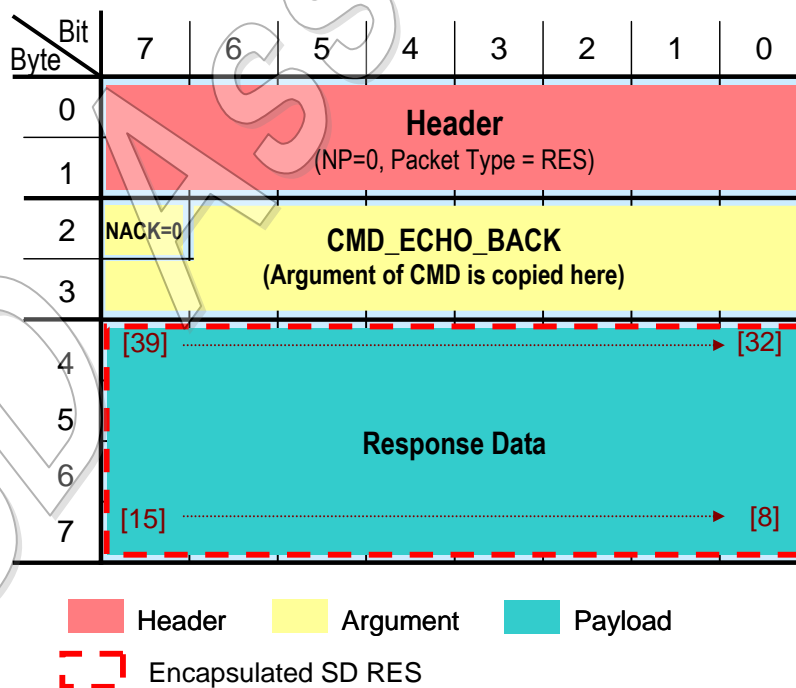 Bit
Byte 7 6 5 4 3 2 1 0
0
Header
(NP=0, Packet Type = RES)
1
2 NACK=0 CMD_ECHO_BACK
(Argument of CMD is copied here)
3
[39] [32]
4
5
Response Data
6
[15] [8]
7
Header Argument Payload
Encapsulated SD RES